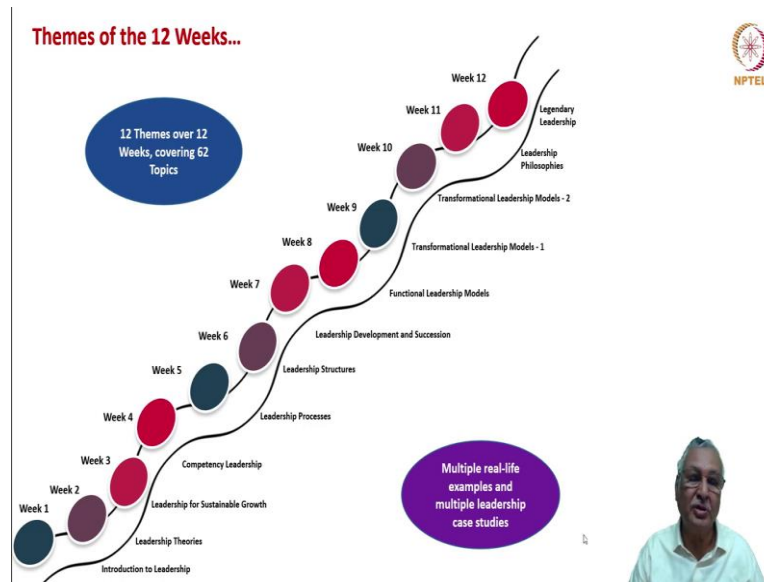 Themes of the 12 Weeks...
NPTEL
12 Themes over 12
Weeks, covering 62
Topics
Week 12
Week 11
Week 10
Week 9
Week 8
Week 7
Week 6
Week 5
Week 4
Week 3
Week 2
Week 1
Legendary
Leadership
Leadership
Philosophies
Transformational Leadership Models - 2
Transformational Leadership Models - 1
Functional Leadership Models
Leadership Development and Succession
Leadership Structures
Leadership Processes
Competency Leadership
Leadership for Sustainable Growth
Leadership Theories
Introduction to Leadership
Multiple real-life
examples and
multiple leadership
case studies